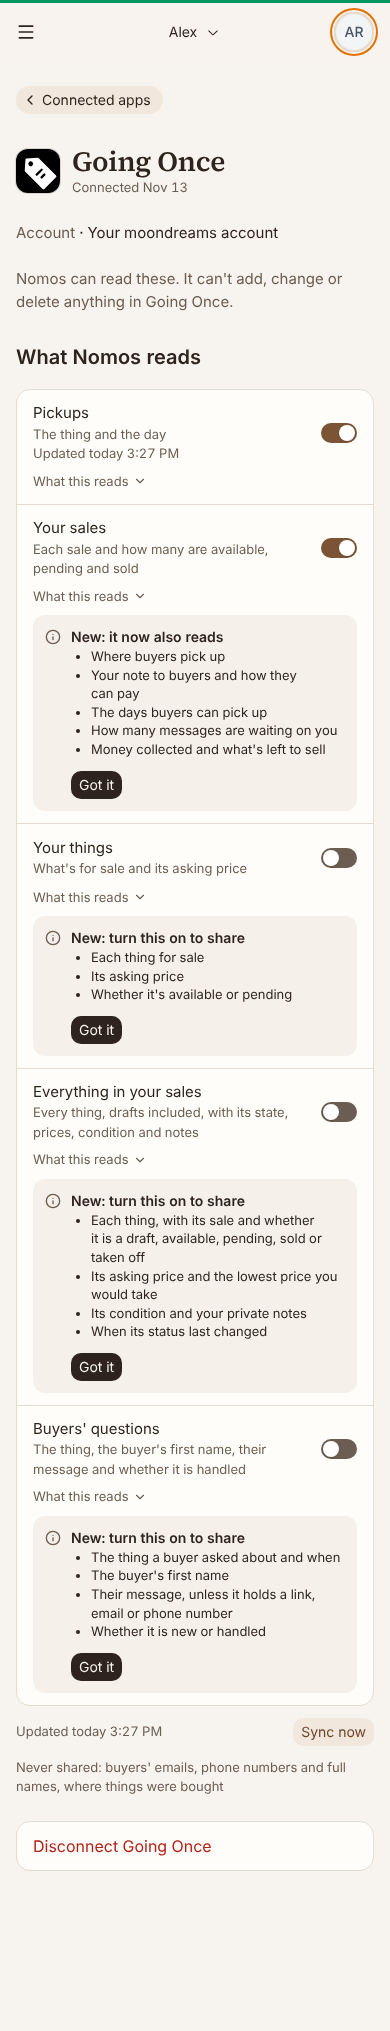 Alex
AR
Connected apps
Going Once
Connected Nov 13
Account · Your moondreams account
Nomos can read these. It can't add, change or
delete anything in Going Once.
What Nomos reads
Pickups
The thing and the day
Updated today 3:27 PM
What this reads
Your sales
Each sale and how many are available,
pending and sold
What this reads
New: it now also reads
• Where buyers pick up
• Your note to buyers and how they
can pay
• The days buyers can pick up
• How many messages are waiting on you
• Money collected and what's left to sell
Got it
Your things
What's for sale and its asking price
What this reads
New: turn this on to share
• Each thing for sale
• Its asking price
• Whether it's available or pending
Got it
Everything in your sales
Every thing, drafts included, with its state,
prices, condition and notes
What this reads
New: turn this on to share
• Each thing, with its sale and whether
it is a draft, available, pending, sold or
taken off
• Its asking price and the lowest price you
would take
• Its condition and your private notes
• When its status last changed
Got it
Buyers' questions
The thing, the buyer's first name, their
message and whether it is handled
What this reads
New: turn this on to share
• The thing a buyer asked about and when
• The buyer's first name
• Their message, unless it holds a link,
email or phone number
• Whether it is new or handled
Got it
Updated today 3:27 PM
Sync now
Never shared: buyers' emails, phone numbers and full
names, where things were bought
Disconnect Going Once